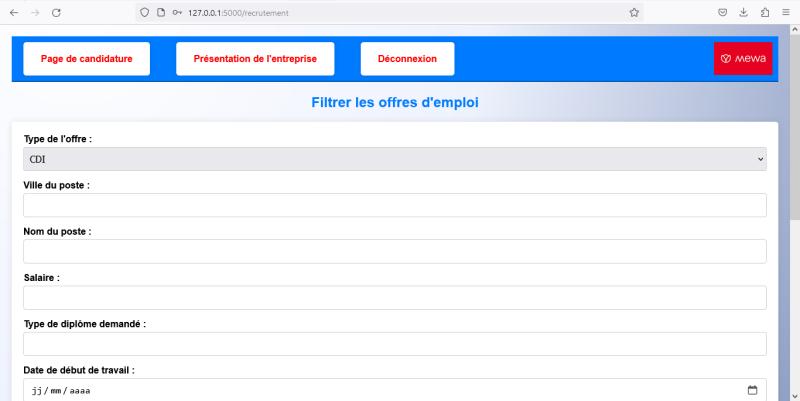 127.0.0.1:5000/recrutement
Page de candidature
Présentation de l'entreprise
Déconnexion
mewa
Filtrer les offres d'emploi
Type de l'offre :
CDI
Ville du poste :
Nom du poste :
Salaire :
Type de diplôme demandé :
Date de début de travail :
jj/mm/aaaa